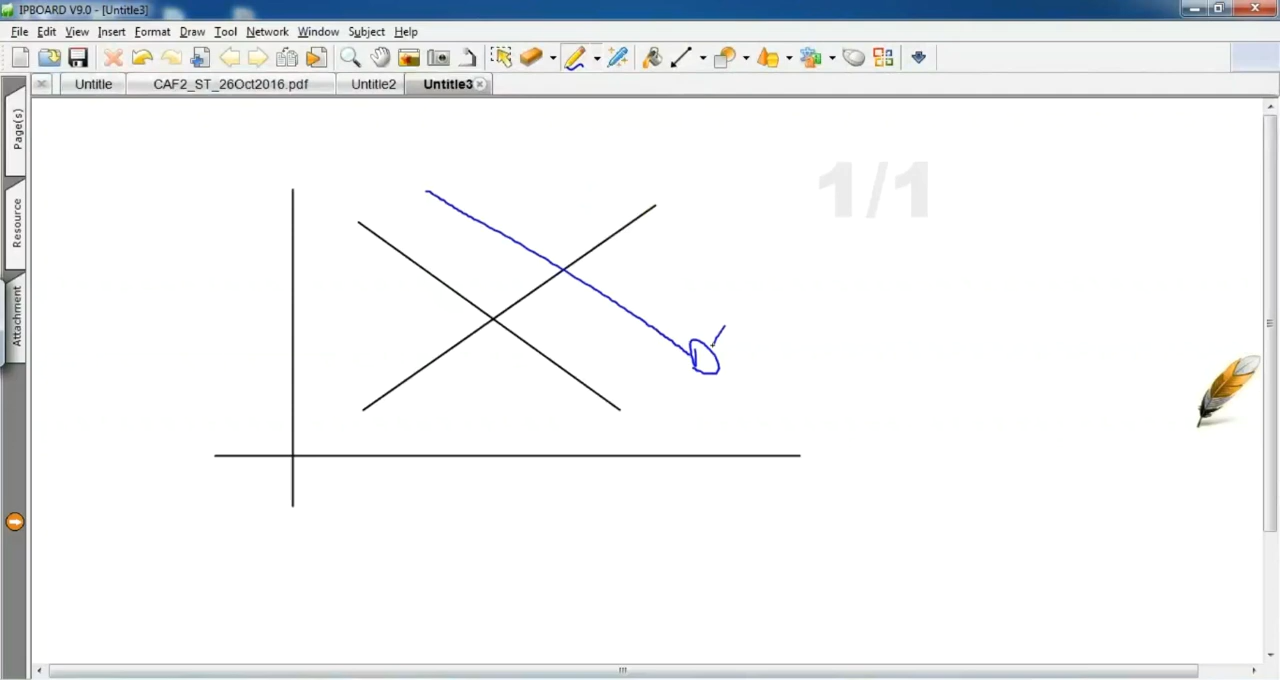 IPBOARD V9.0 - [Untitle3]
File Edit View Insert Format Draw Tool Network Window Subject Help
Untitle CAF2_ST_26Oct2016.pdf Untitle2 Untitle3
Page(s)
Resource
Attachment
1/1
D'